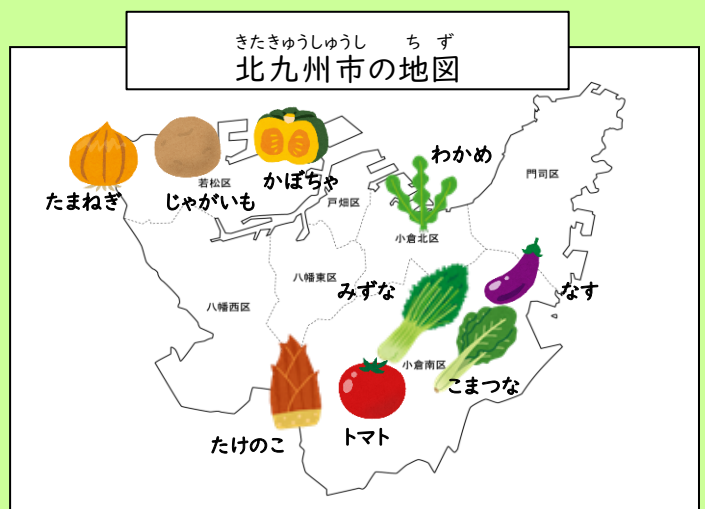 きたきゅうしゅうし ちず
北九州市の地図
わかめ
門司区
若松区
かぼちゃ
たまねぎ
じゃがいも
戸畑区
小倉北区
八幡東区
みずな
なす
八幡西区
小倉南区
こまつな
たけのこ
トマト